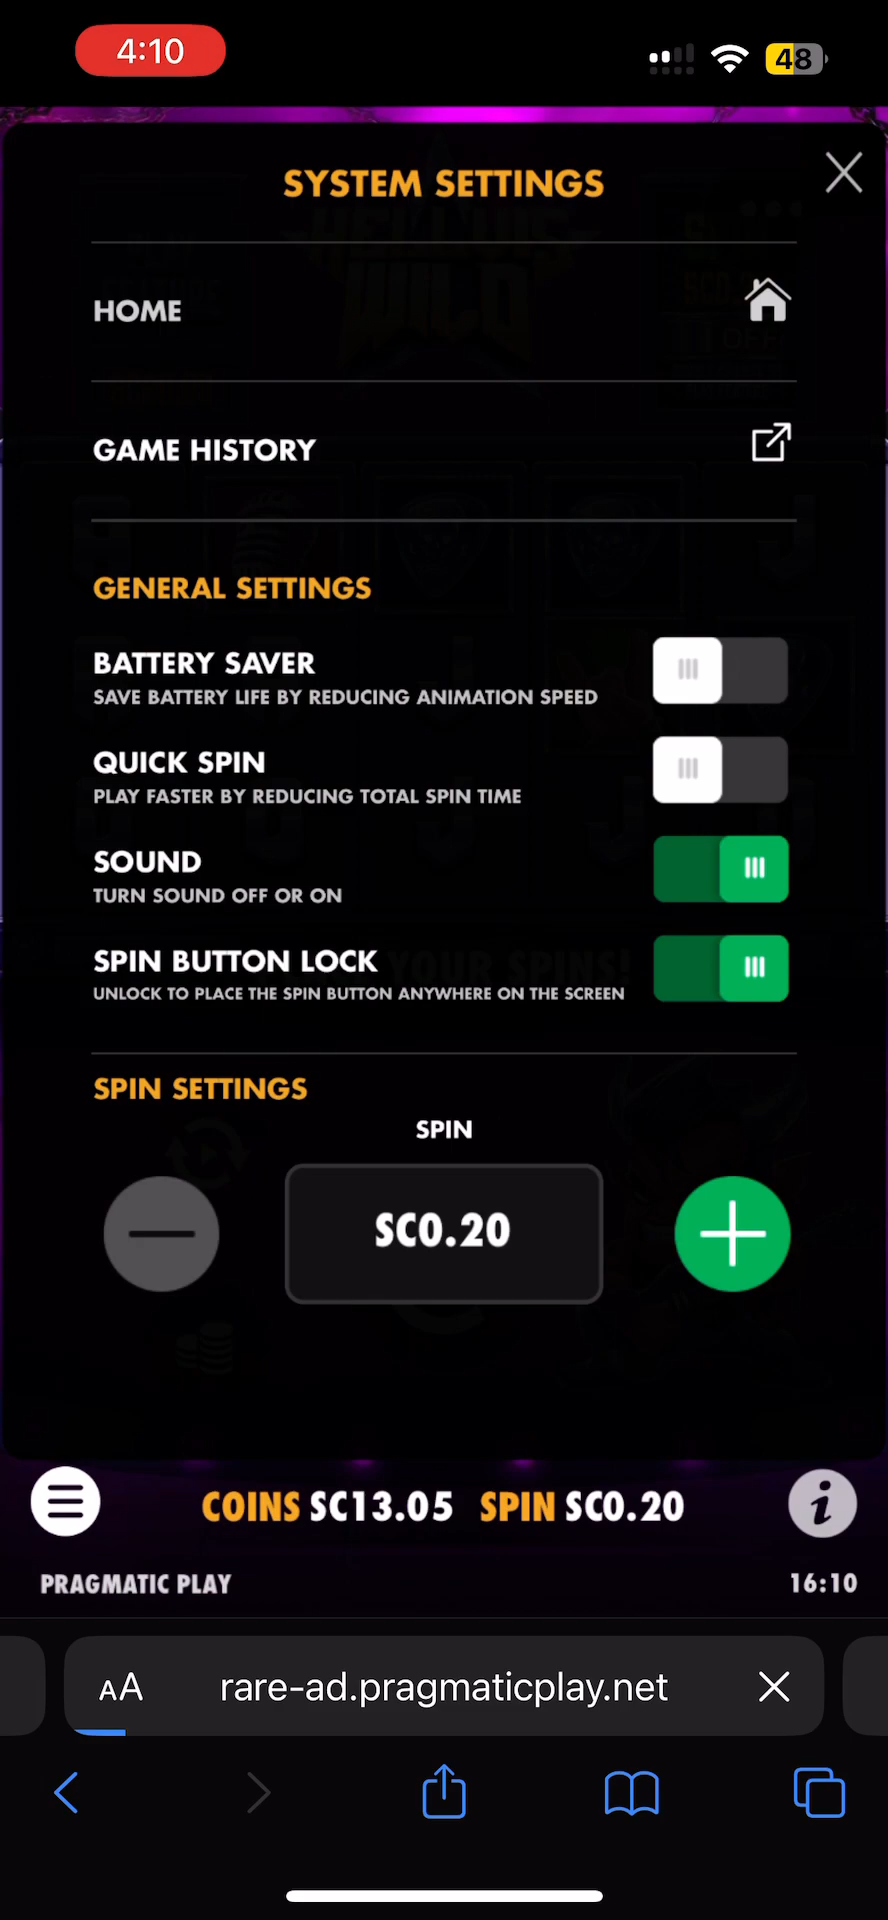 4:10
48
SYSTEM SETTINGS
HOME
GAME HISTORY
GENERAL SETTINGS
BATTERY SAVER
SAVE BATTERY LIFE BY REDUCING ANIMATION SPEED
QUICK SPIN
PLAY FASTER BY REDUCING TOTAL SPIN TIME
SOUND
TURN SOUND OFF OR ON
SPIN BUTTON LOCK
YOUR SPINS!
UNLOCK TO PLACE THE SPIN BUTTON ANYWHERE ON THE SCREEN
SPIN SETTINGS
SPIN
SC0.20
COINS SC13.05 SPIN SC0.20
PRAGMATIC PLAY
16:10
AA rare-ad.pragmaticplay.net